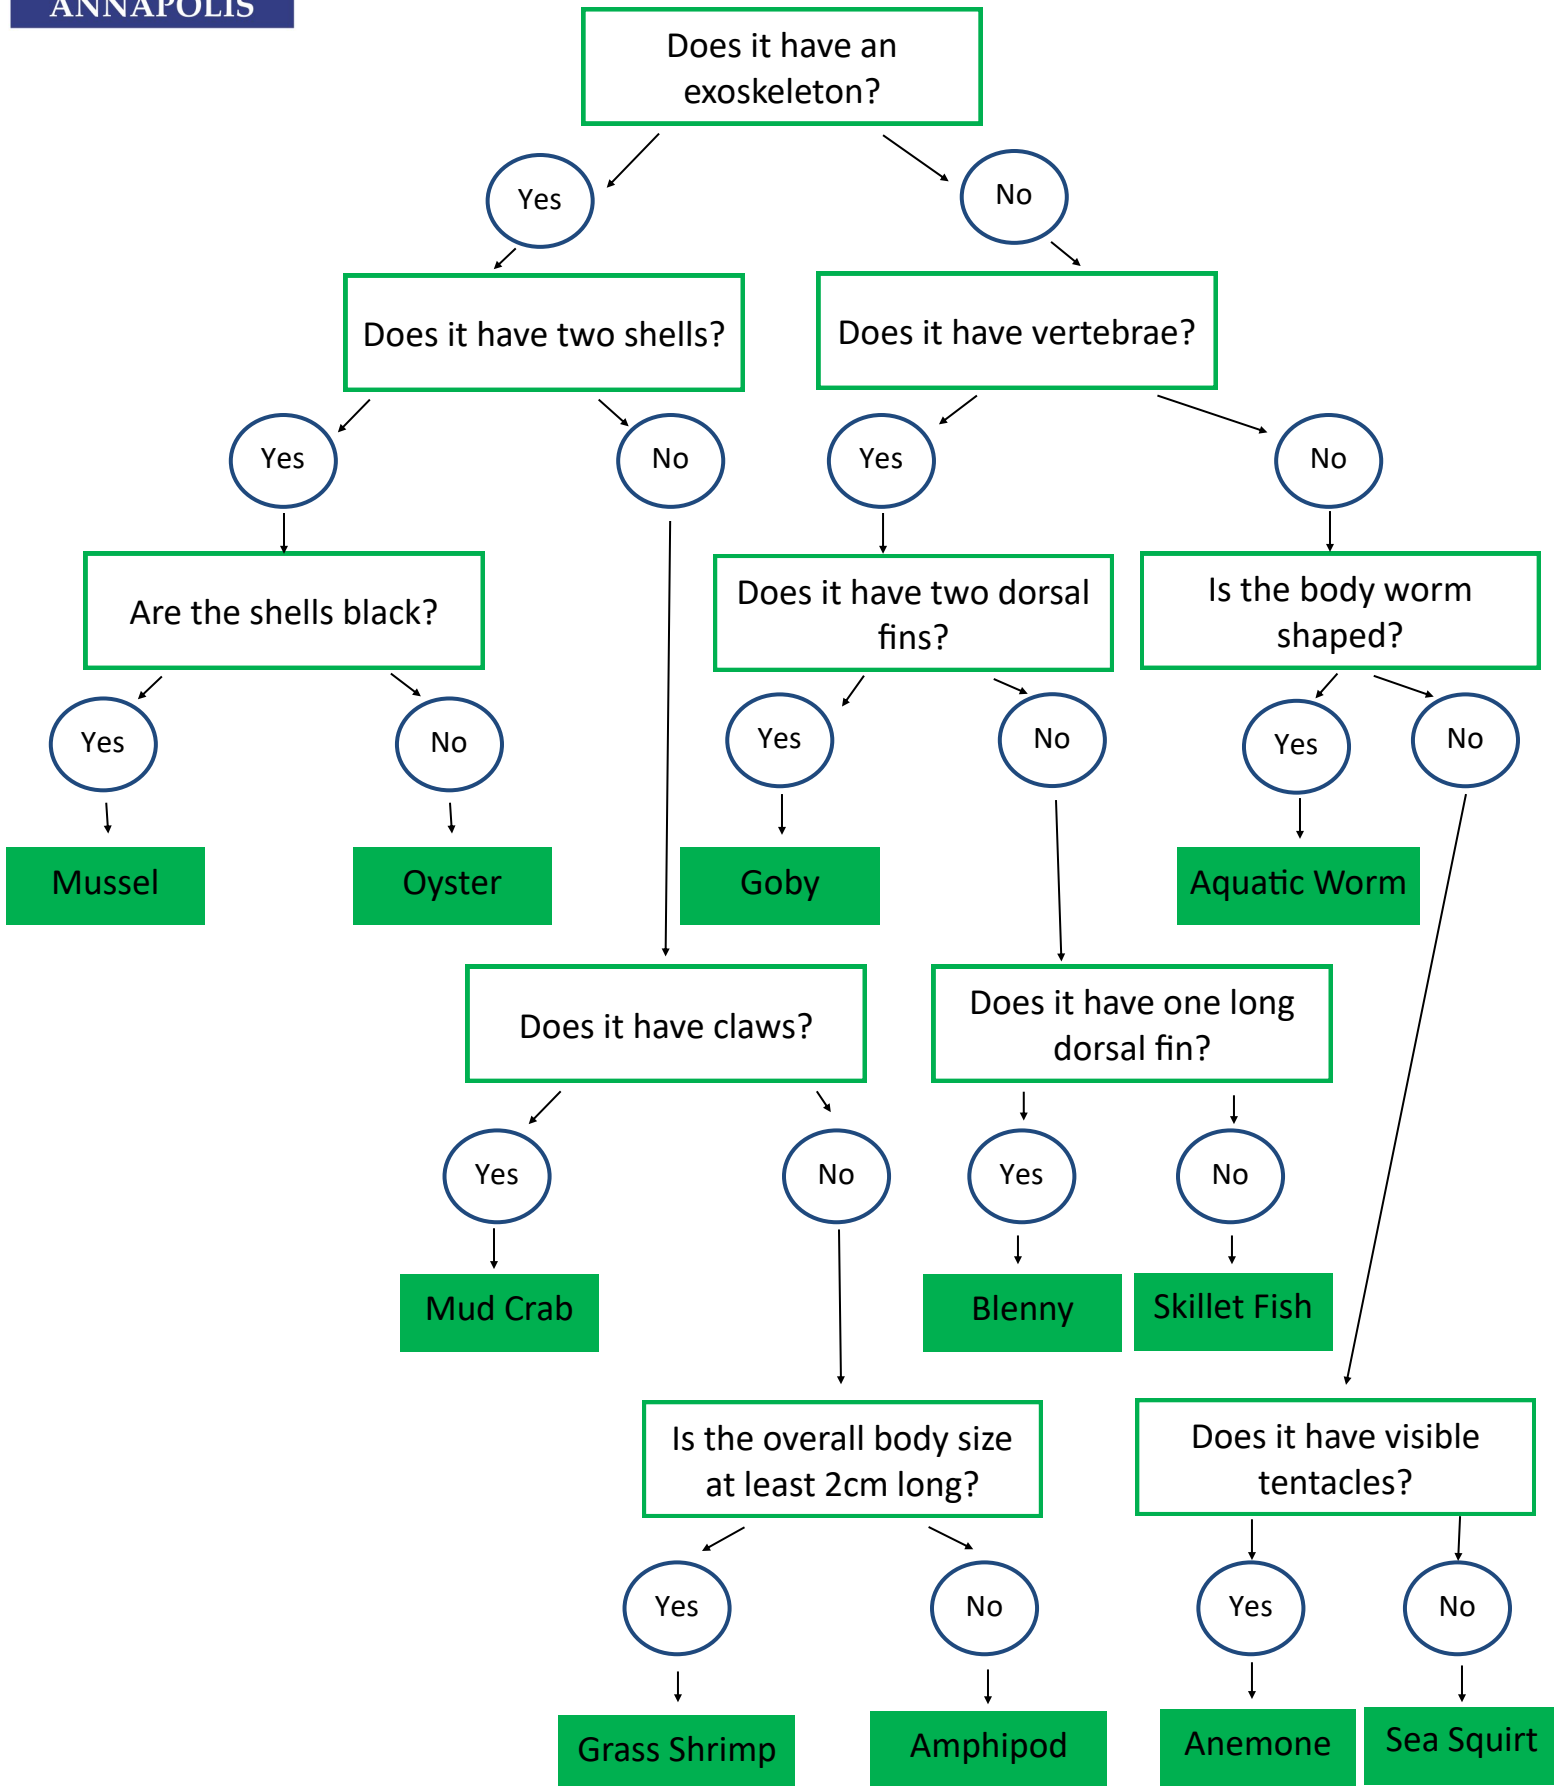 ANNAPOLIS
Does it have an
exoskeleton?
Yes
No
Does it have two shells?
Does it have vertebrae?
Yes
No
Yes
No
Are the shells black?
Does it have two dorsal
fins?
Is the body worm
shaped?
Yes
No
Yes
No
Yes
No
Mussel
Oyster
Goby
Aquatic Worm
Does it have claws?
Does it have one long
dorsal fin?
Yes
No
Yes
No
Mud Crab
Blenny
Skillet Fish
Is the overall body size
at least 2cm long?
Does it have visible
tentacles?
Yes
No
Yes
No
Grass Shrimp
Amphipod
Anemone
Sea Squirt